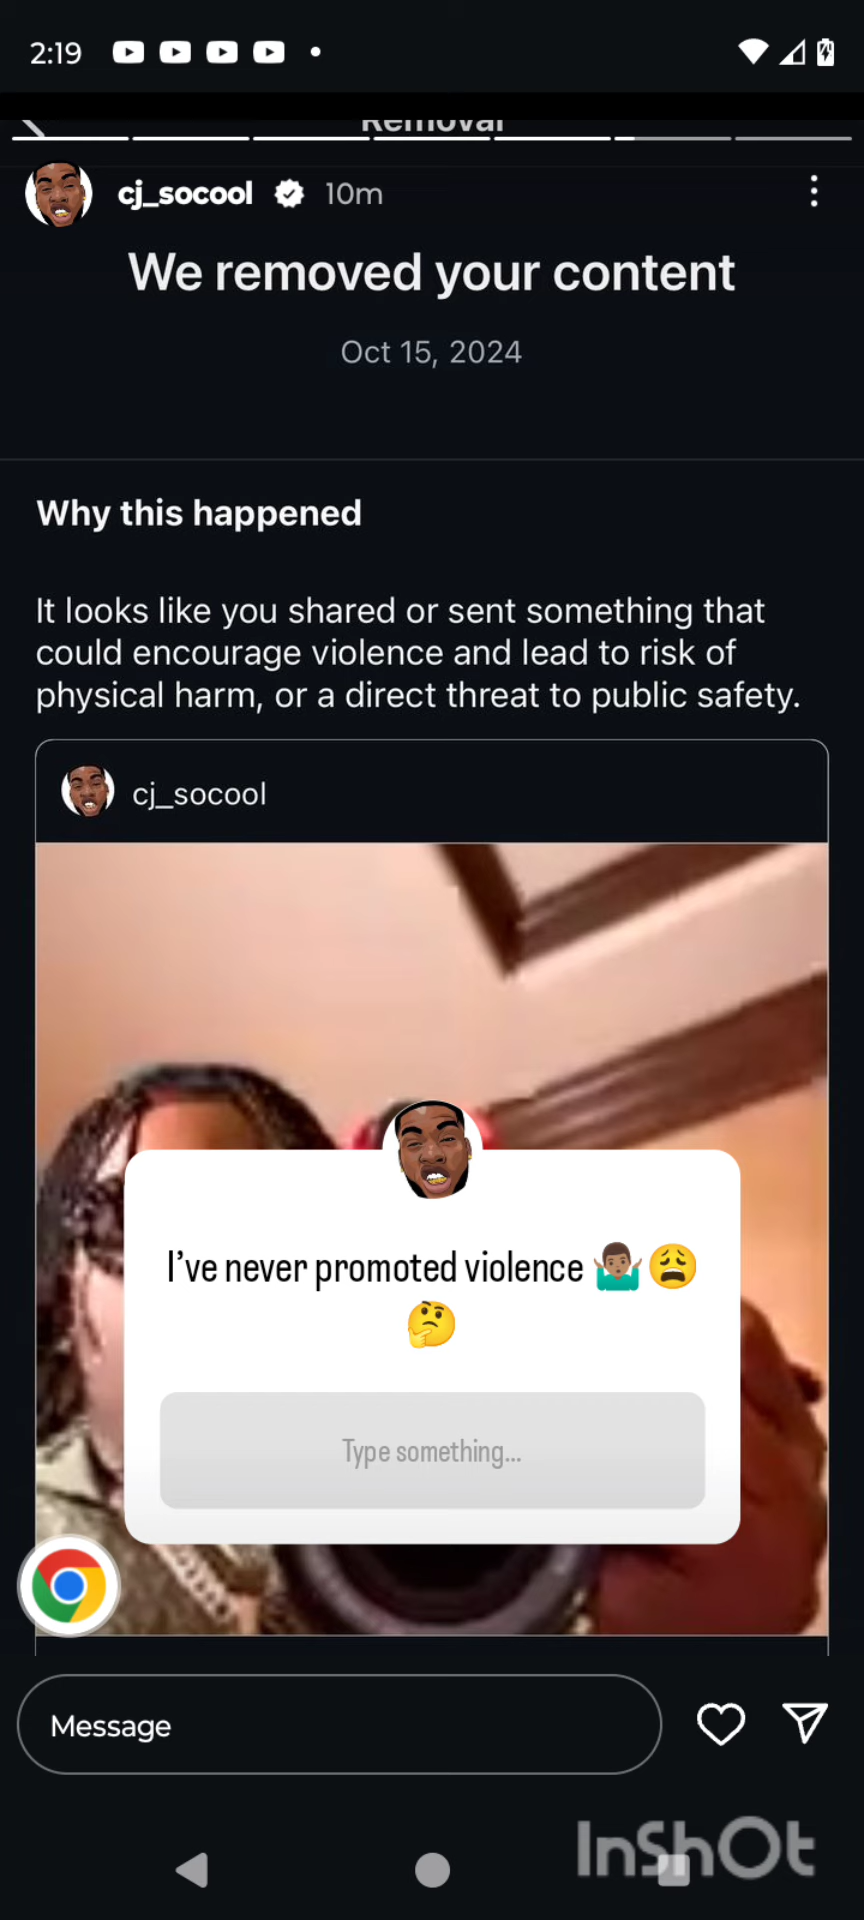 2:19
Removal
cj_socool 10m
We removed your content
Oct 15, 2024
Why this happened
It looks like you shared or sent something that
could encourage violence and lead to risk of
physical harm, or a direct threat to public safety.
cj_socool
I've never promoted violence 🤷🏽‍♂️😩
🤔
Type something...
Message
InShOt